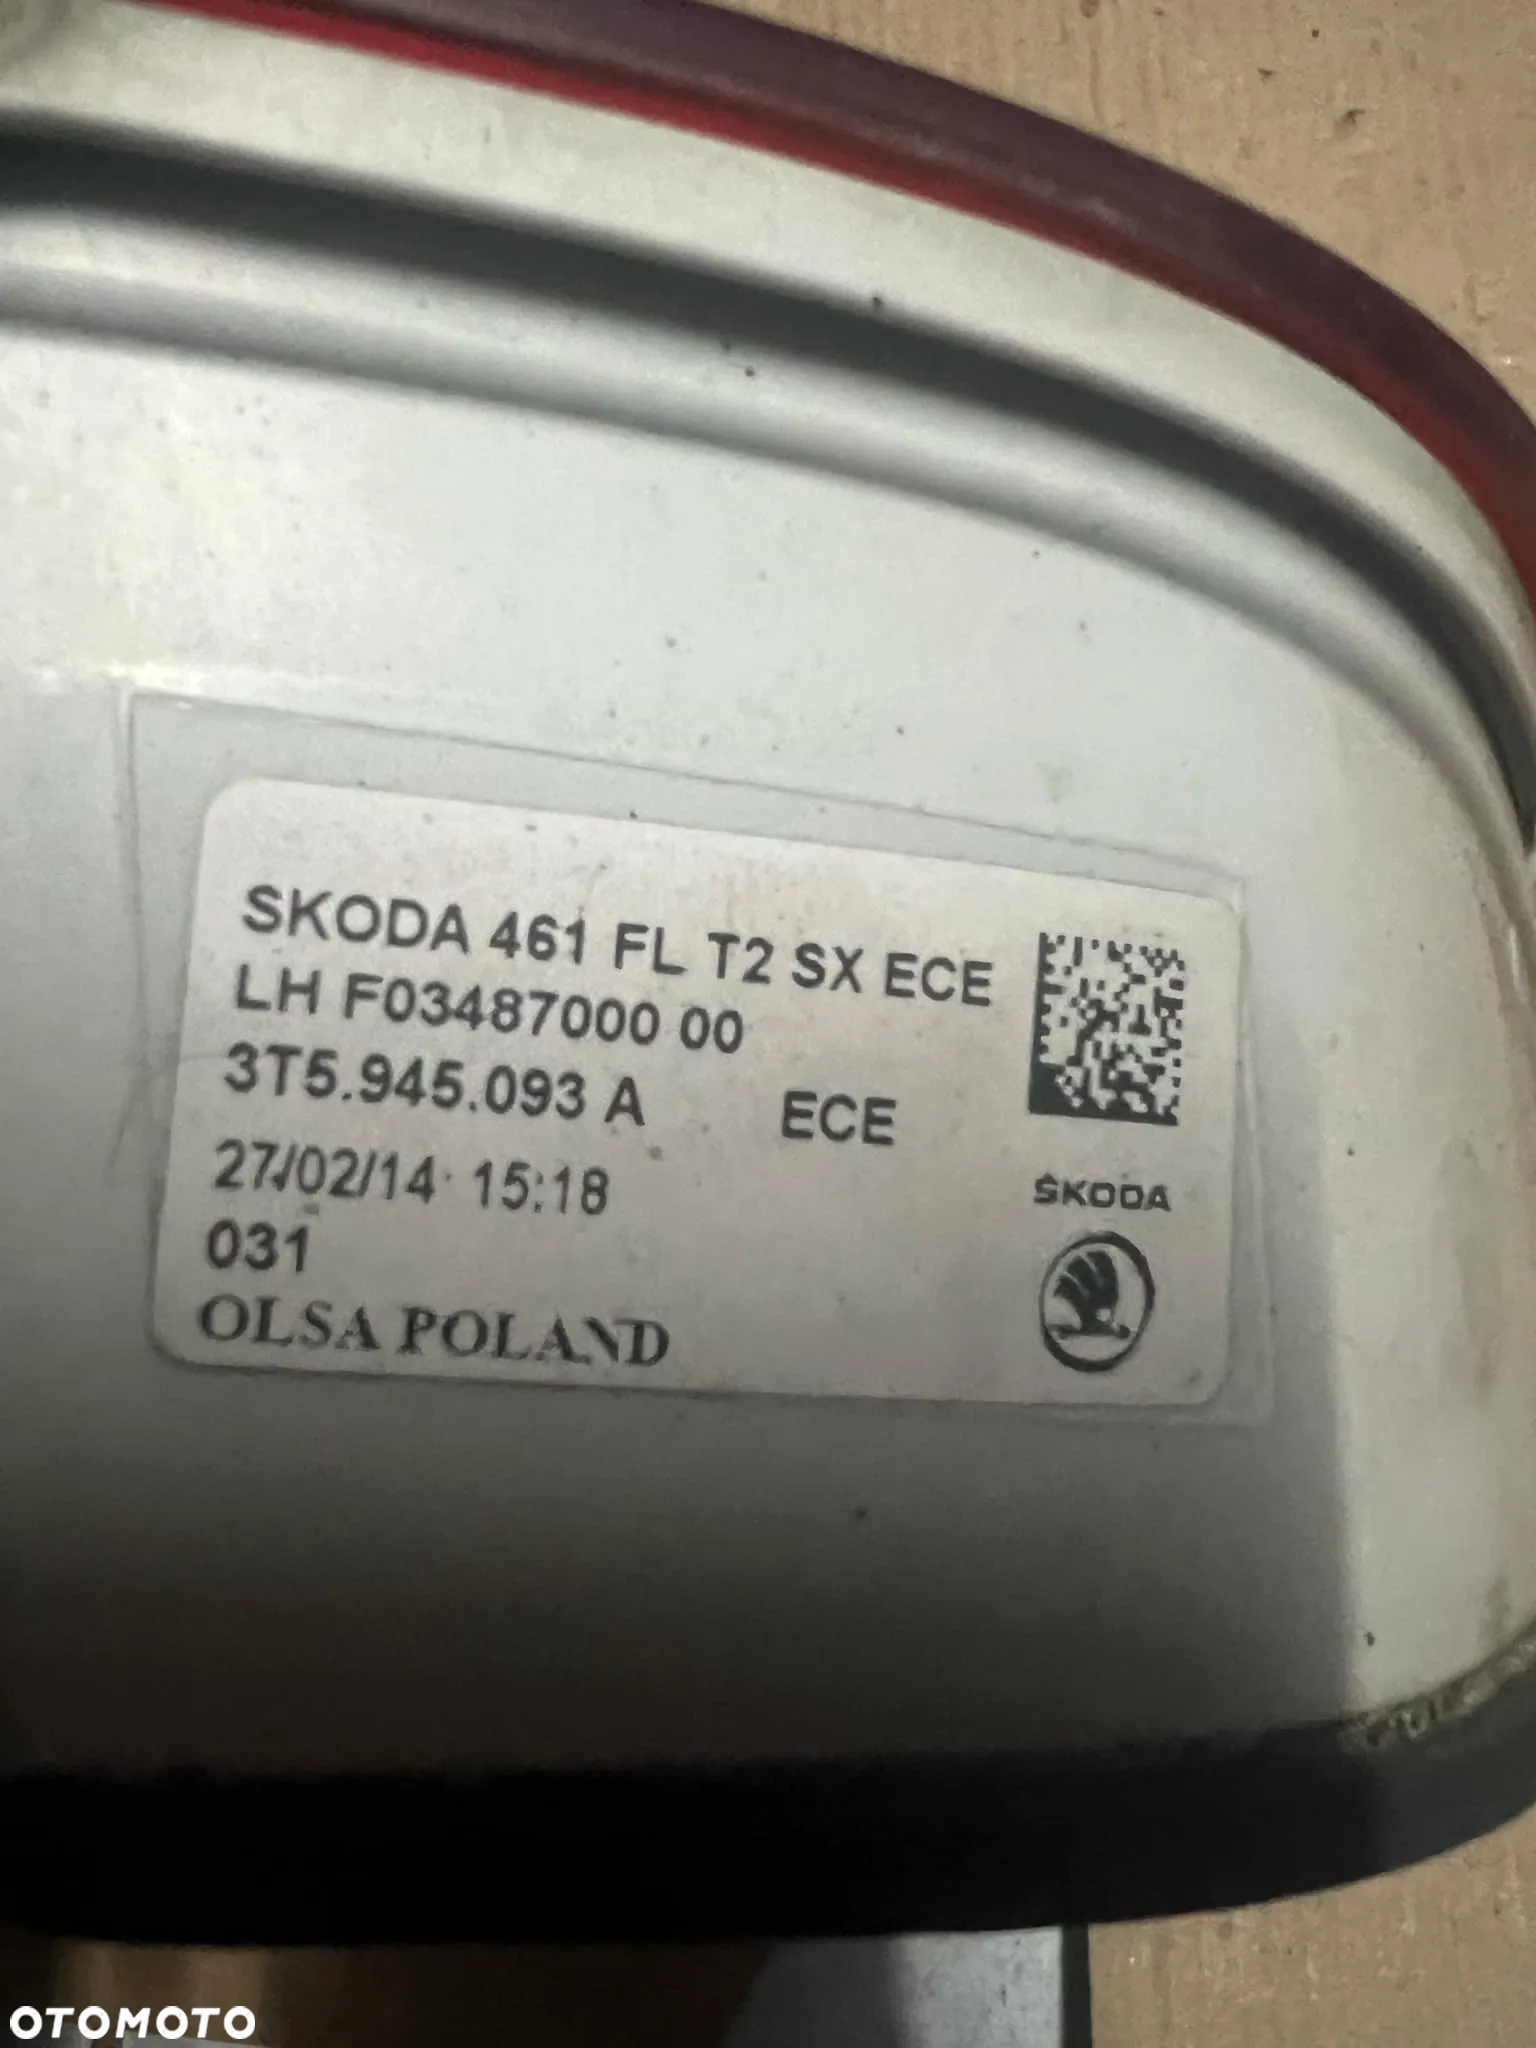 SKODA 461 FL T2 SX ECE
LH F03487000 00
3T5.945.093 A ECE
27/02/14 15:18
031
OLSA POLAND
ŠKODA
OTOMOTO